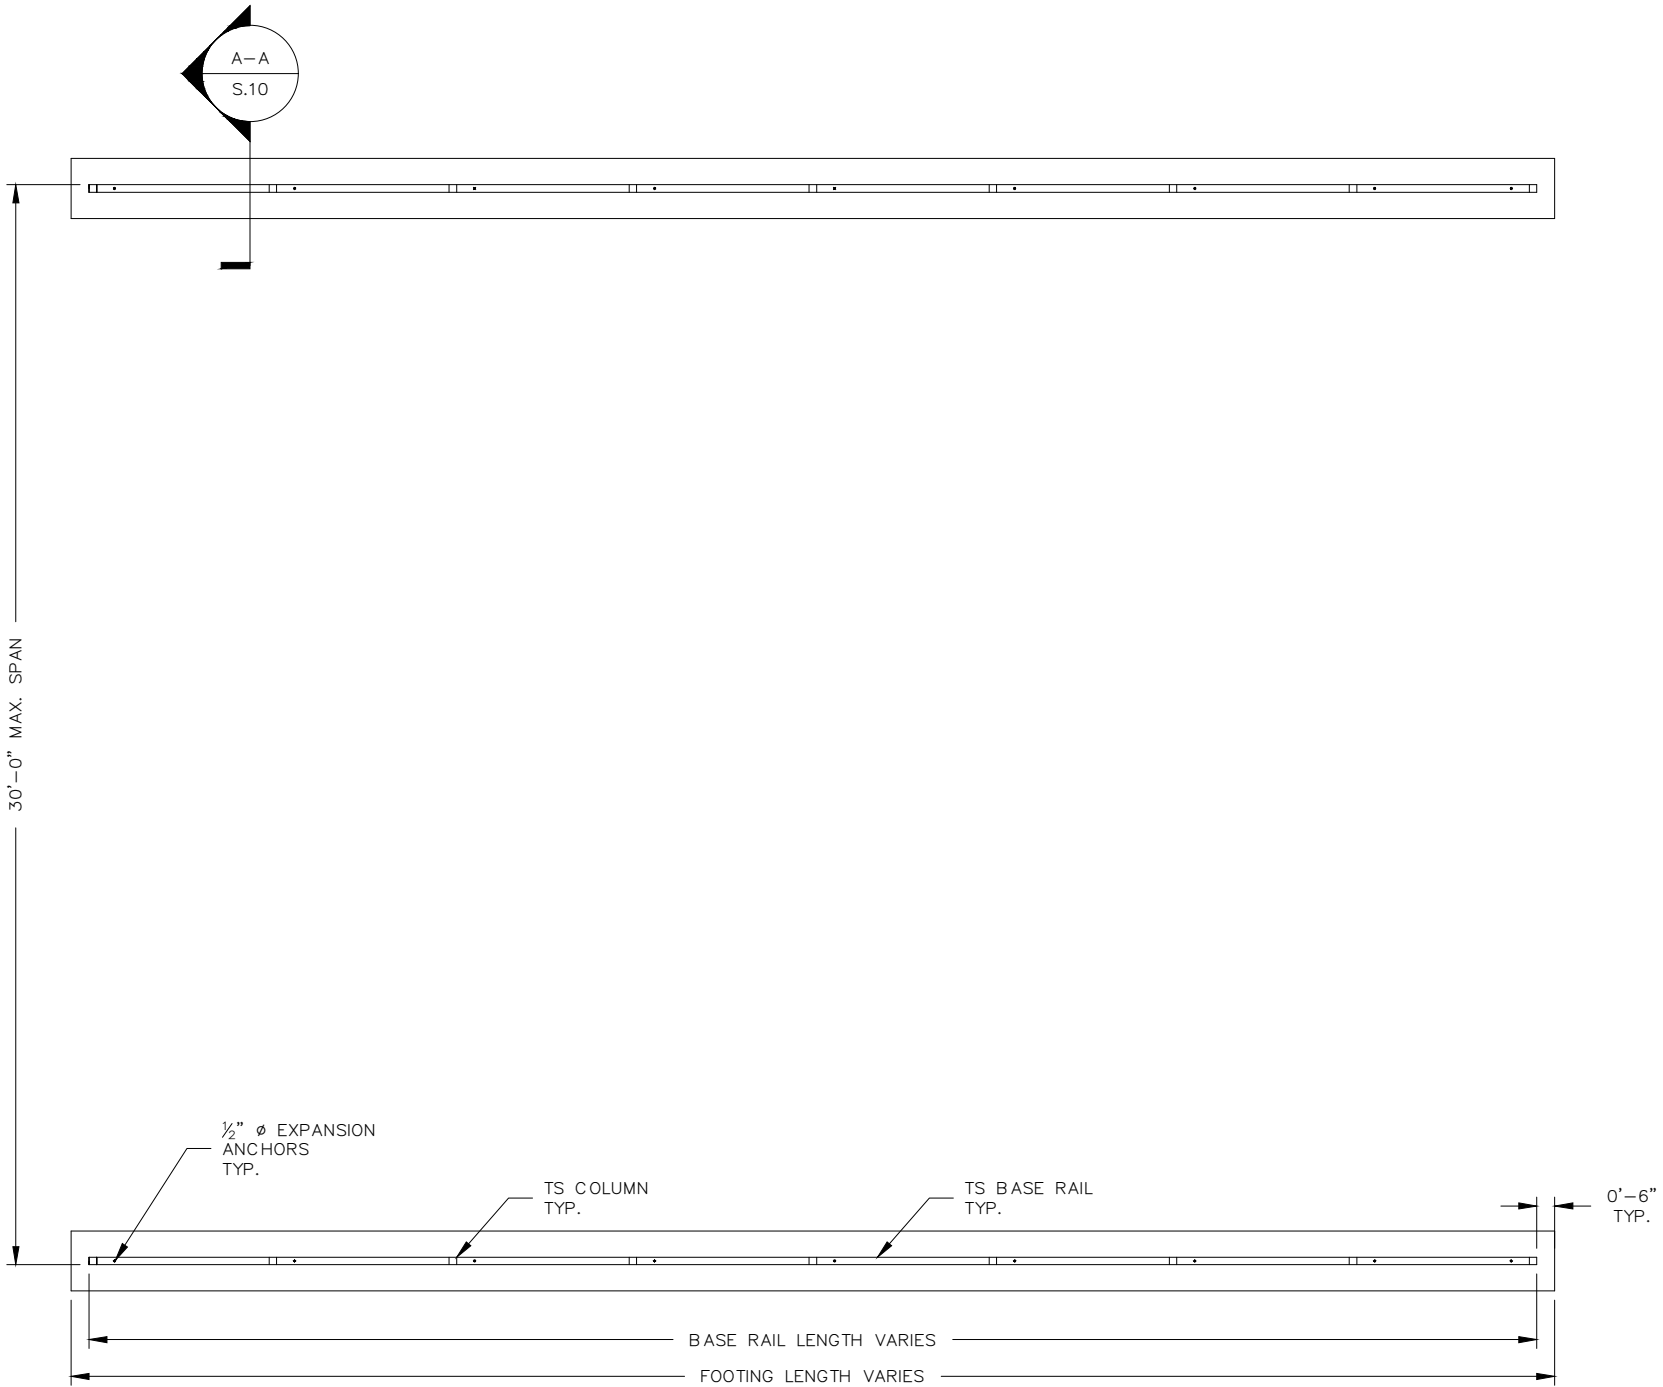 A-A
S.10
30'-0" MAX. SPAN
½" ø EXPANSION
ANCHORS
TYP.
TS COLUMN
TYP.
TS BASE RAIL
TYP.
0'-6"
TYP.
BASE RAIL LENGTH VARIES
FOOTING LENGTH VARIES